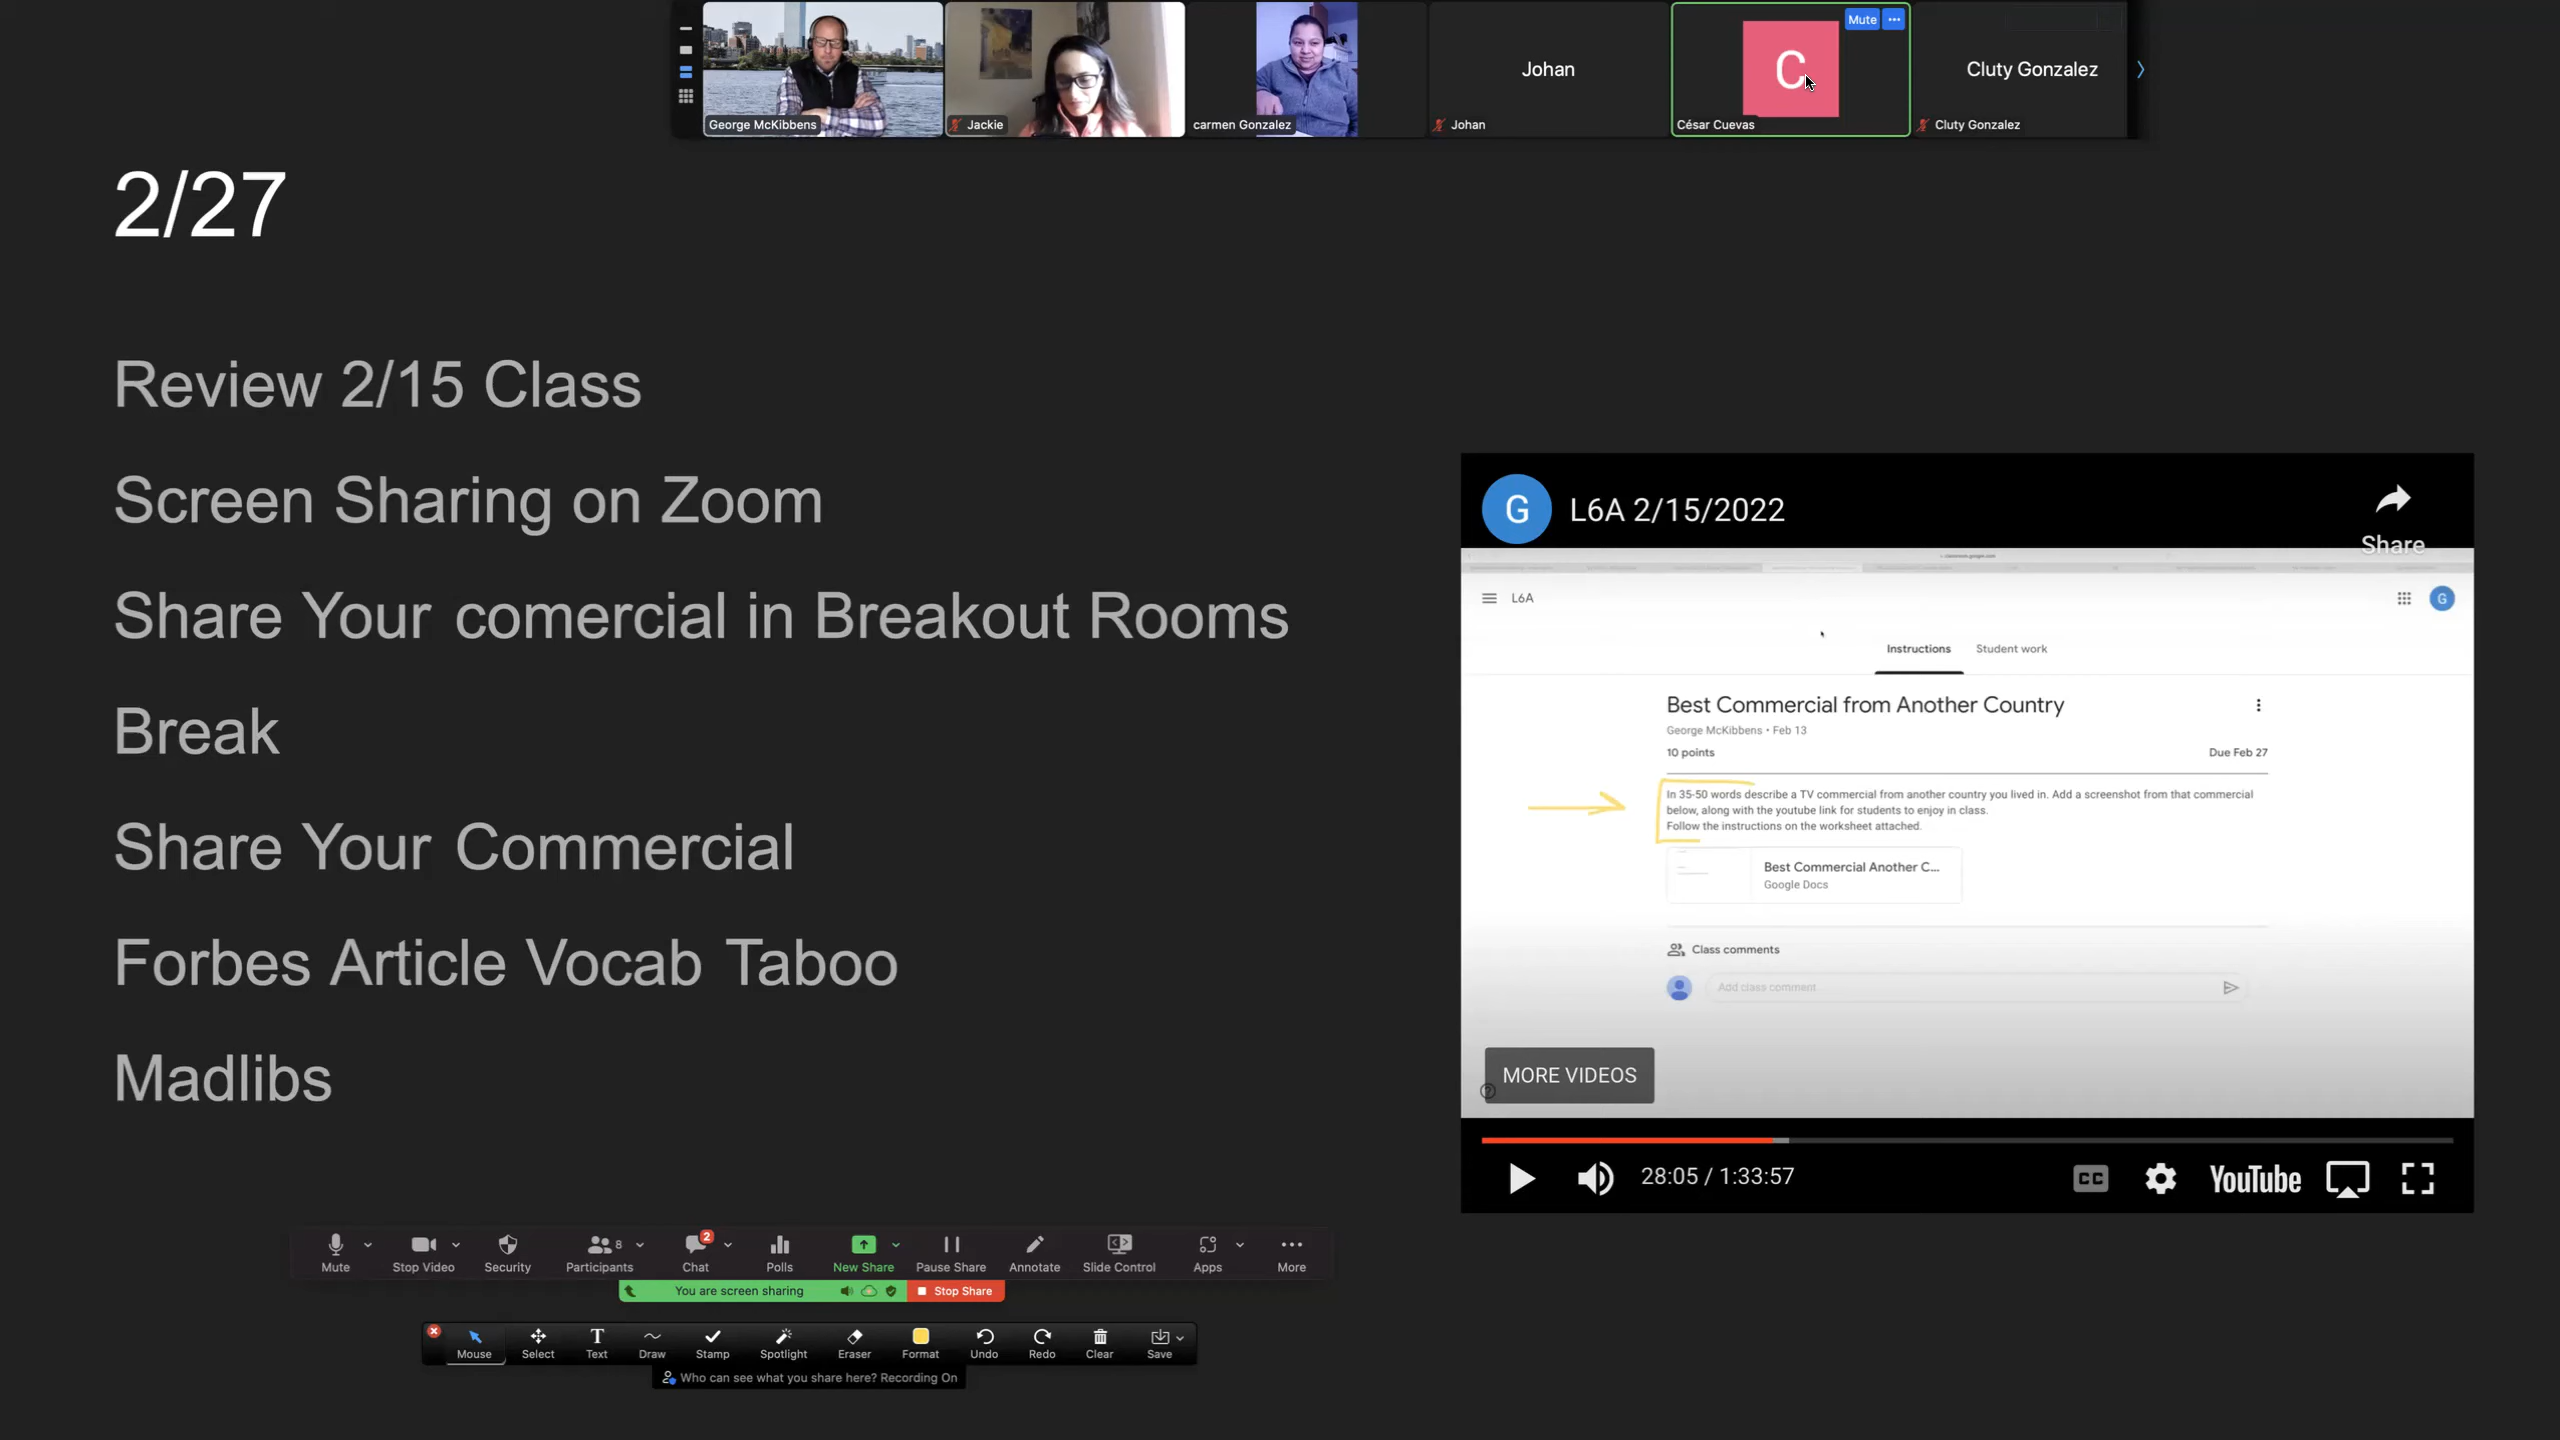 George McKibbens
Jackie
carmen Gonzalez
Johan
Johan
Mute
C
César Cuevas
Cluty Gonzalez
Cluty Gonzalez
2/27
Review 2/15 Class
Screen Sharing on Zoom
Share Your comercial in Breakout Rooms
Break
Share Your Commercial
Forbes Article Vocab Taboo
Madlibs
G
L6A 2/15/2022
Share
L6A
G
Instructions
Student work
Best Commercial from Another Country
George McKibbens • Feb 13
10 points
Due Feb 27
In 35-50 words describe a TV commercial from another country you lived in. Add a screenshot from that commercial
below, along with the youtube link for students to enjoy in class.
Follow the instructions on the worksheet attached.
Best Commercial Another C...
Google Docs
Class comments
Add class comment
MORE VIDEOS
28:05 / 1:33:57
CC
YouTube
Mute
Stop Video
Security
8
Participants
2
Chat
Polls
New Share
Pause Share
Annotate
Slide Control
Apps
More
You are screen sharing
Stop Share
Mouse
Select
T
Text
Draw
Stamp
Spotlight
Eraser
Format
Undo
Redo
Clear
Save
Who can see what you share here? Recording On